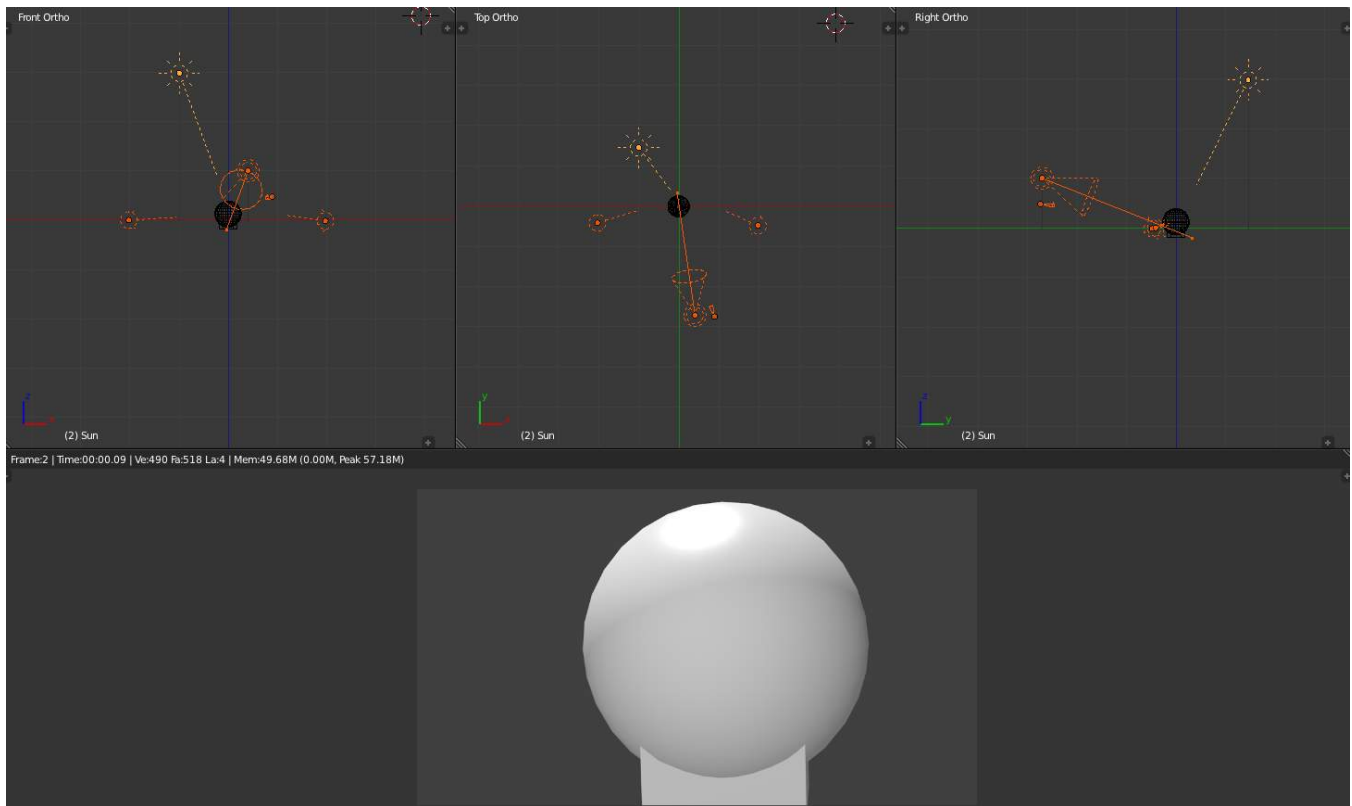 Front Ortho
Top Ortho
Right Ortho
z
x
y
x
z
y
(2) Sun
(2) Sun
(2) Sun
Frame:2 | Time:00:00.09 | Ve:490 Fa:518 La:4 | Mem:49.68M (0.00M, Peak 57.18M)